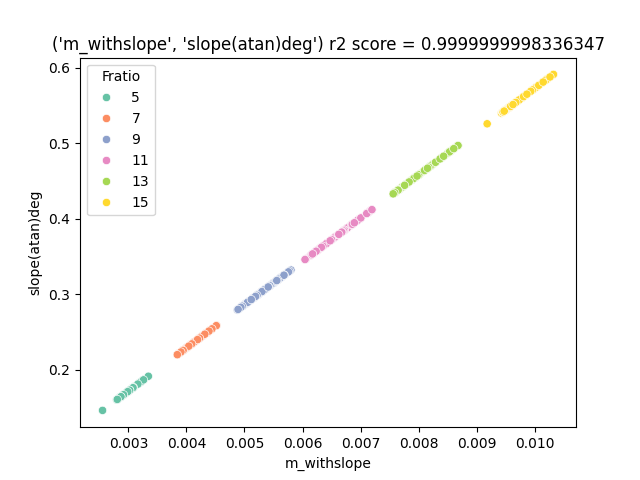 ('m_withslope', 'slope(atan)deg') r2 score = 0.9999999998336347
Fratio
5
7
9
11
13
15
0.6
0.5
0.4
0.3
0.2
slope(atan)deg
0.003 0.004 0.005 0.006 0.007 0.008 0.009 0.010
m_withslope